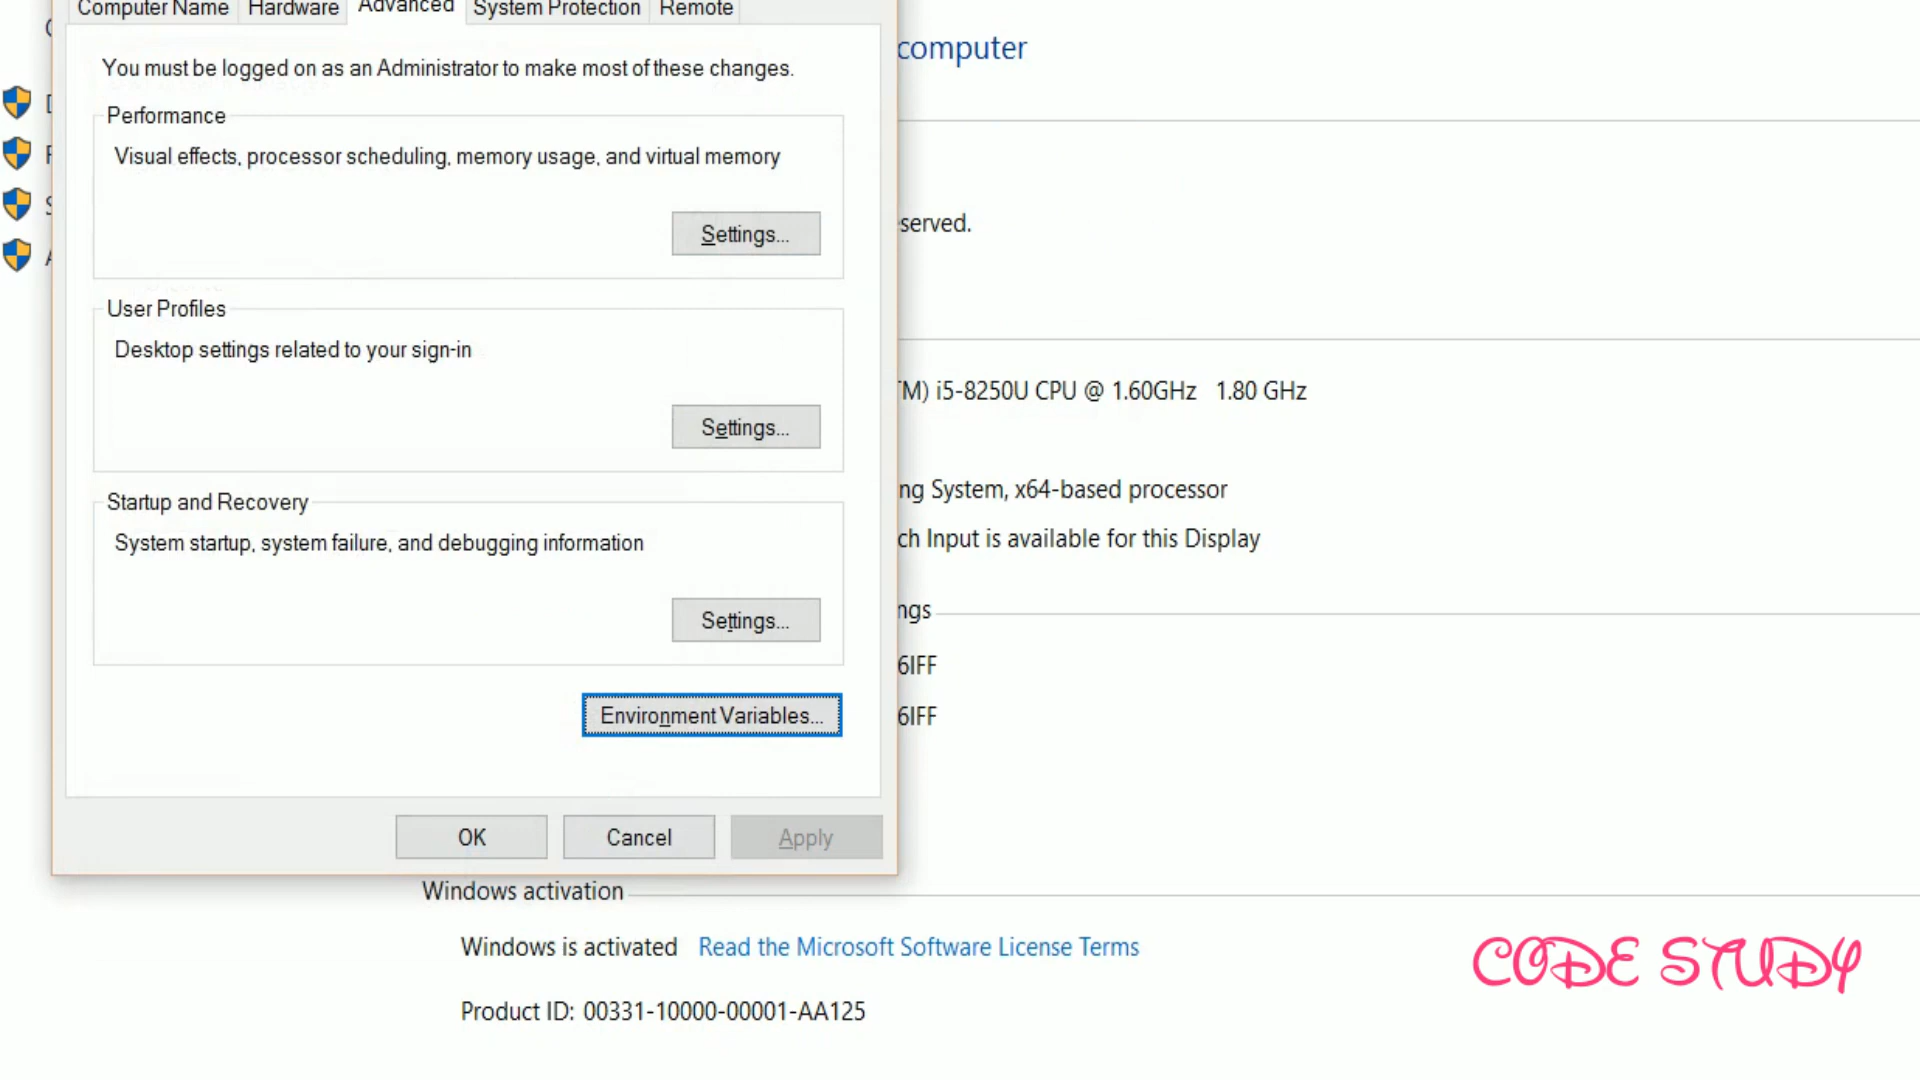 Computer Name Hardware Advanced System Protection Remote
You must be logged on as an Administrator to make most of these changes.
Performance
Visual effects, processor scheduling, memory usage, and virtual memory
Settings...
User Profiles
Desktop settings related to your sign-in
Settings...
Startup and Recovery
System startup, system failure, and debugging information
Settings...
Environment Variables...
OK Cancel Apply
computer
served.
TM) i5-8250U CPU @ 1.60GHz 1.80 GHz
ng System, x64-based processor
ch Input is available for this Display
ngs
6IFF
6IFF
Windows activation
Windows is activated Read the Microsoft Software License Terms
Product ID: 00331-10000-00001-AA125
CODE STUDY